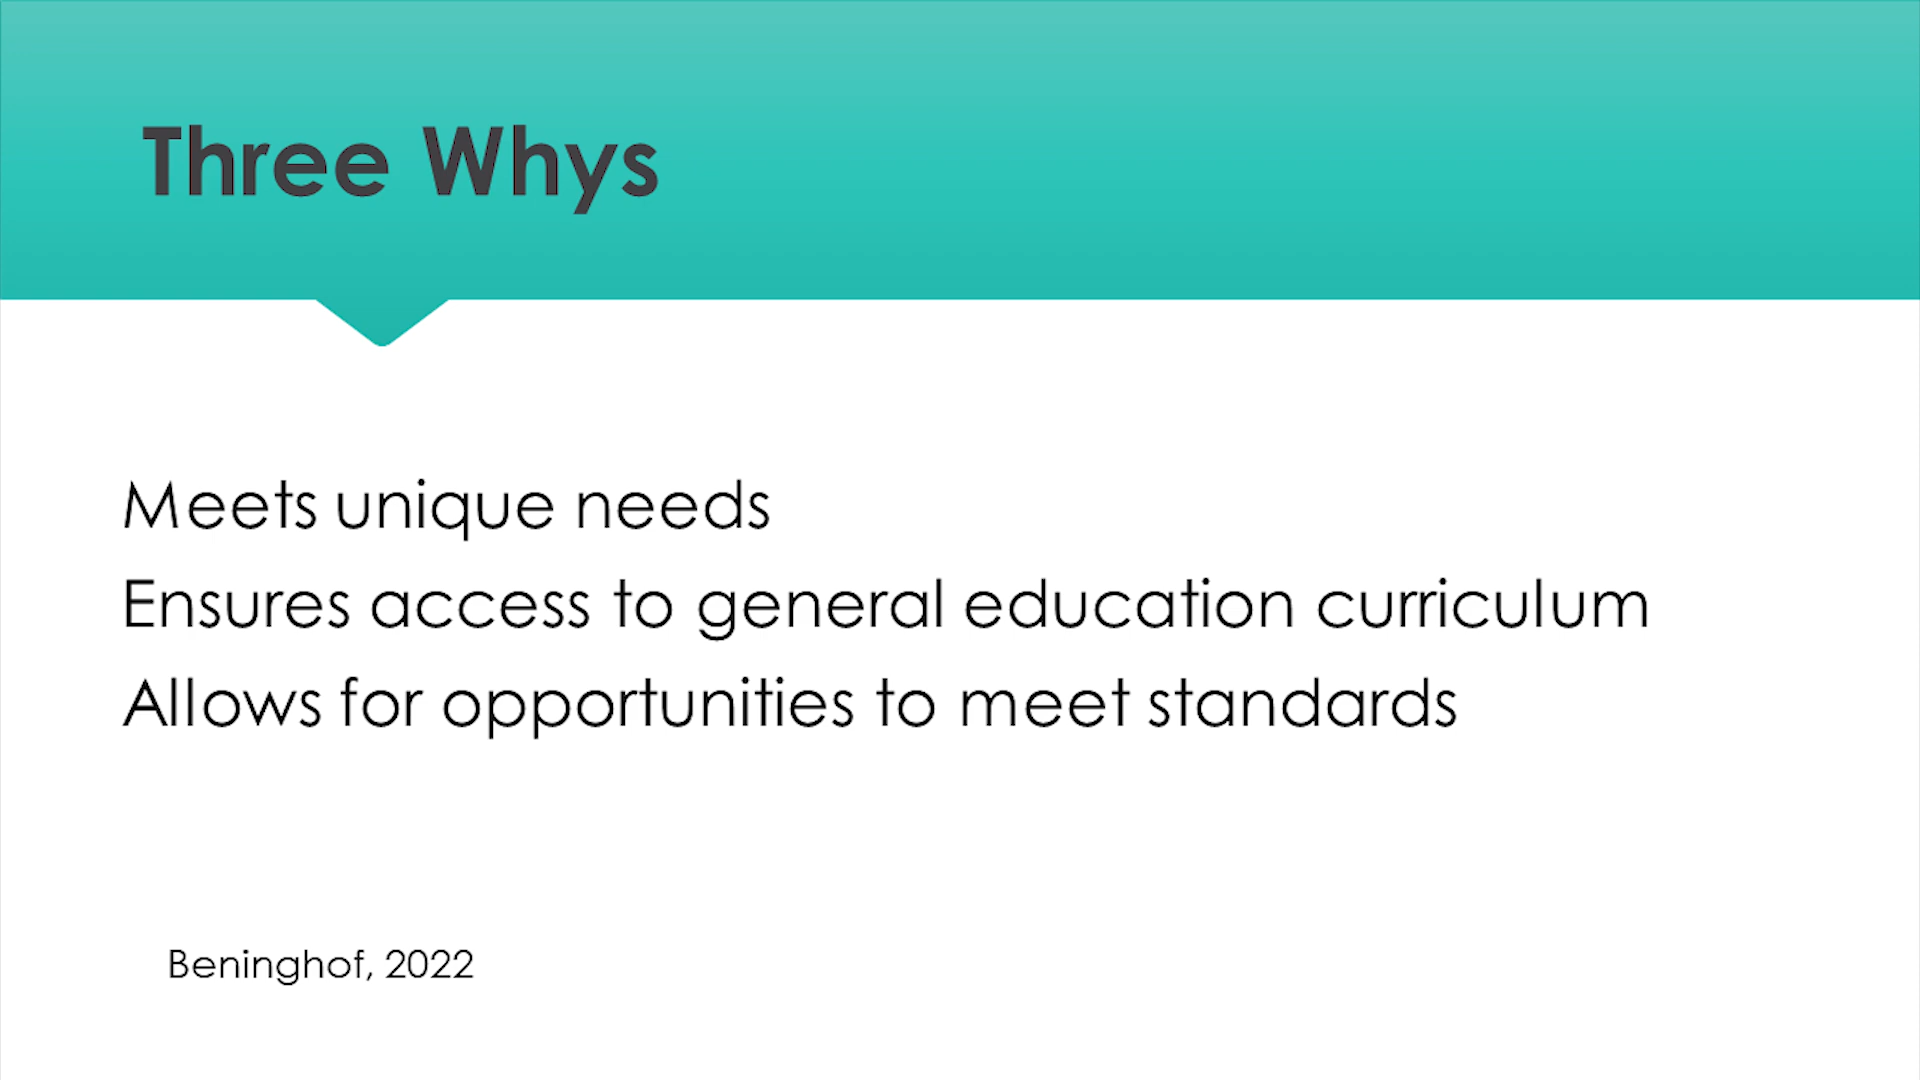 Three Whys
Meets unique needs
Ensures access to general education curriculum
Allows for opportunities to meet standards
Beninghof, 2022